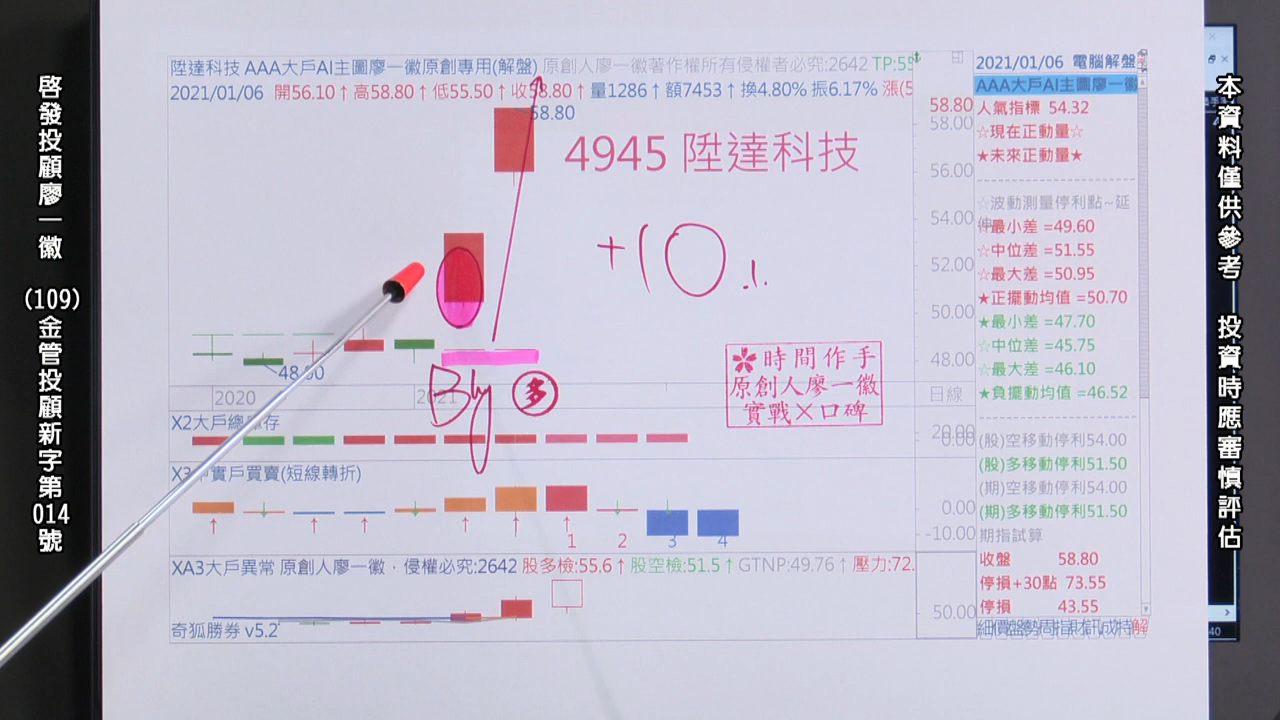 啓發投顧廖一徽 (109)金管投顧新字第014號
陞達科技 AAA大戶AI主圖廖一徽原創專用(解盤) 原創人廖一徽著作權所有侵權者必究:2642 TP:55
2021/01/06 開56.10↑高58.80↑低55.50↑收58.80↑量1286↑額7453↑換4.80%振6.17% 漲(5
58.80
4945 陞達科技
+10%
48.00
Buy 多
時間作手
原創人廖一徽
實戰×口碑
58.80
58.00
56.00
54.00
52.00
50.00
48.00
2020
2021
日線
X2大戶總庫存
20.00
0.00
實戶買賣(短線轉折)
0.00
-10.00
1 2 3 4
XA3大戶異常 原創人廖一徽,侵權必究:2642 股多檢:55.6↑ 股空檢:51.5↑ GTNP:49.76↑ 壓力:72.
50.00
奇狐勝券 v5.2
2021/01/06 電腦解盤
AAA大戶AI主圖廖一徽
人氣指標 54.32
☆現在正動量☆
★未來正動量★
☆波動測量停利點~延
伸
最小差 =49.60
☆中位差 =51.55
☆最大差 =50.95
★正擺動均值 =50.70
★最小差 =47.70
☆中位差 =45.75
☆最大差 =46.10
★負擺動均值 =46.52
(股)空移動停利54.00
(股)多移動停利51.50
(期)空移動停利54.00
(期)多移動停利51.50
期指試算
收盤 58.80
停損+30點 73.55
停損 43.55
本資料僅供參考 投資時應審慎評估
40